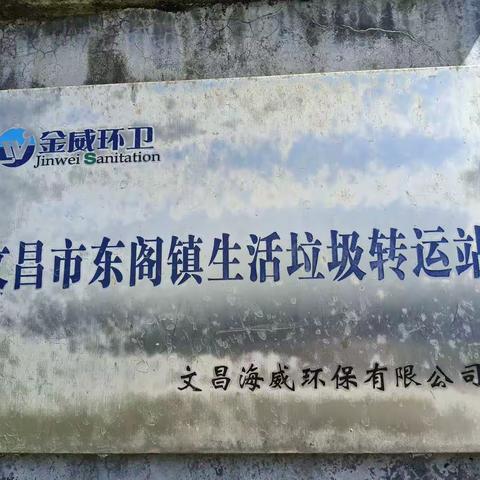 金威环卫
Jinwei Sanitation
文昌市东阁镇生活垃圾转运站
文昌海威环保有限公司